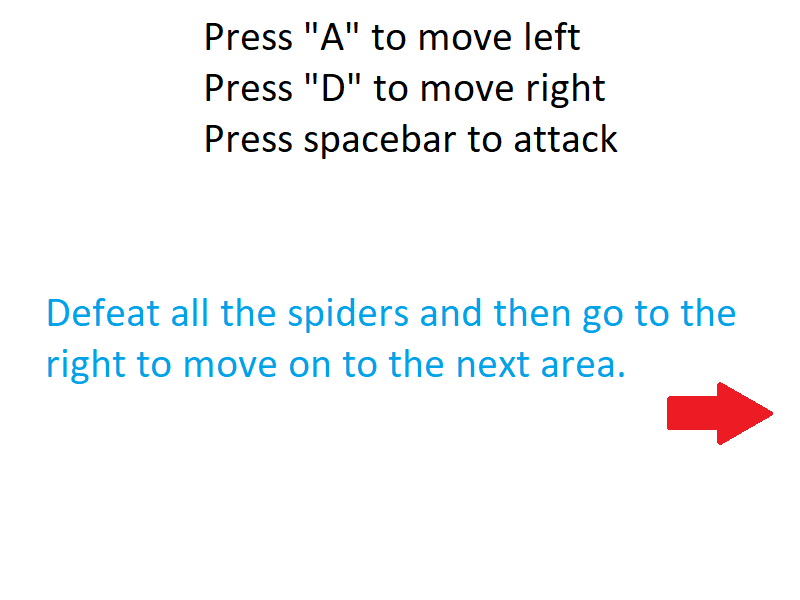 Press "A" to move left
Press "D" to move right
Press spacebar to attack
Defeat all the spiders and then go to the
right to move on to the next area.